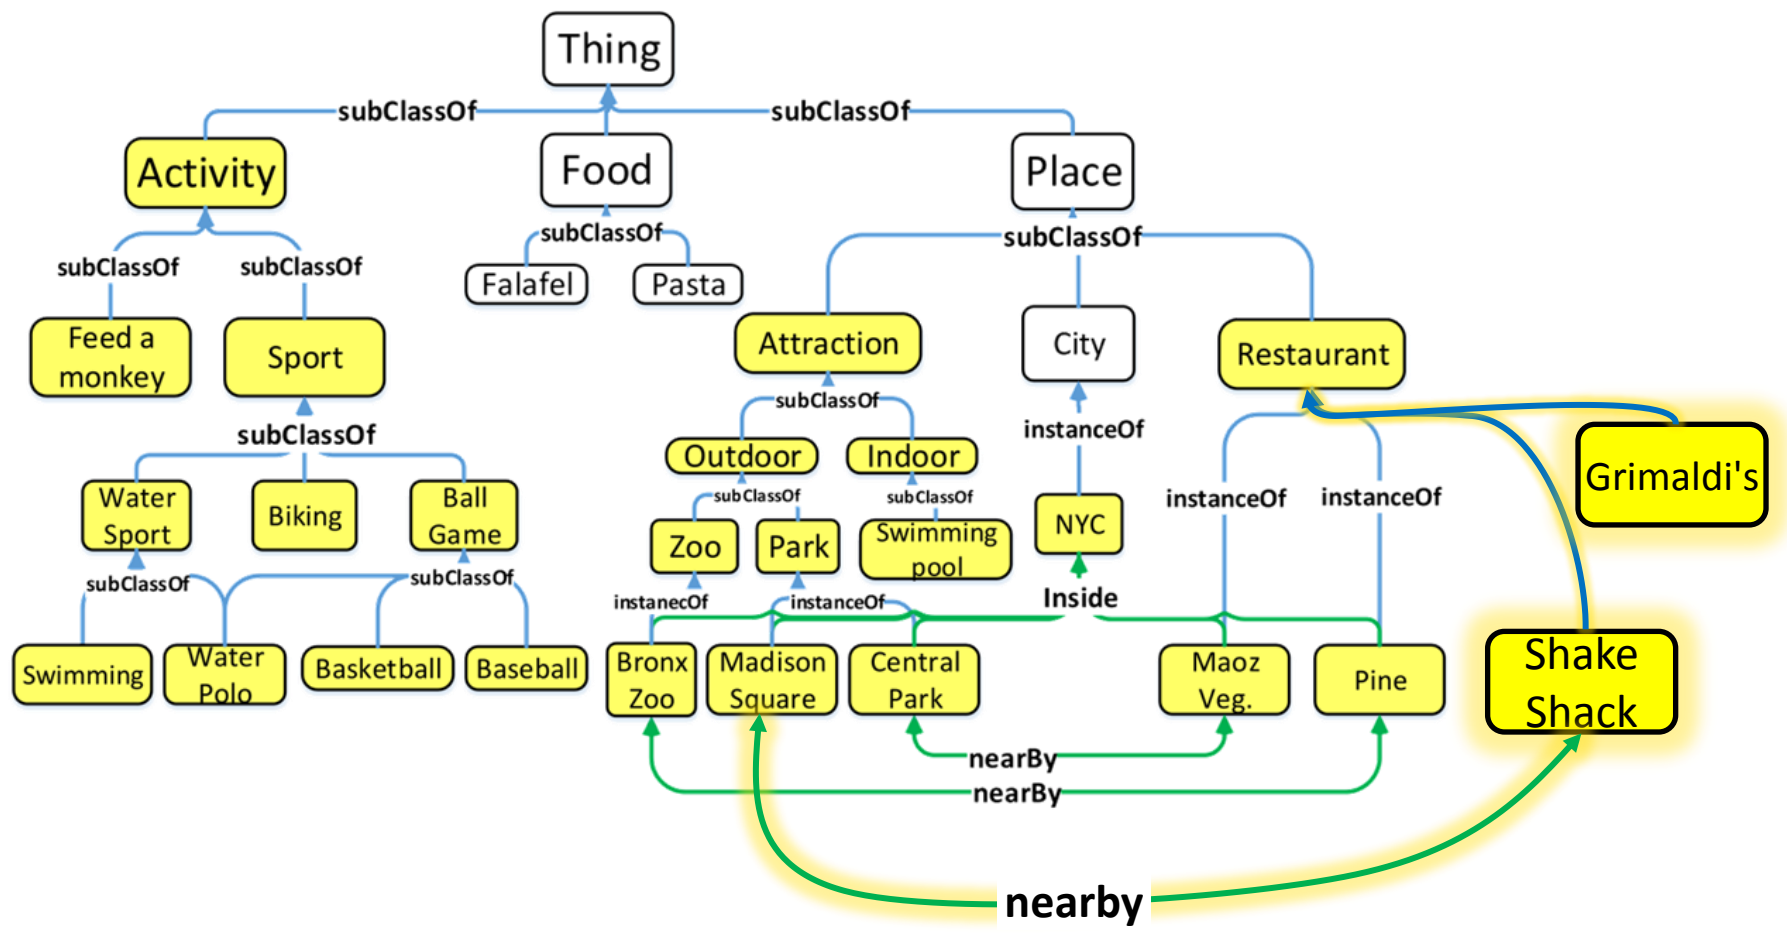 Thing
subClassOf
subClassOf
Activity
Food
Place
subClassOf
subClassOf
subClassOf
subClassOf
Falafel
Pasta
Feed a
monkey
Sport
Attraction
City
Restaurant
subClassOf
subClassOf
instanceOf
Outdoor
Indoor
Grimaldi's
Water
Sport
Biking
Ball
Game
subClassOf
subClassOf
instanceOf
instanceOf
Zoo
Park
Swimming
pool
NYC
subClassOf
subClassOf
instanecOf
instanceOf
Inside
Swimming
Water
Polo
Basketball
Baseball
Bronx
Zoo
Madison
Square
Central
Park
Maoz
Veg.
Pine
Shake
Shack
nearBy
nearBy
nearby